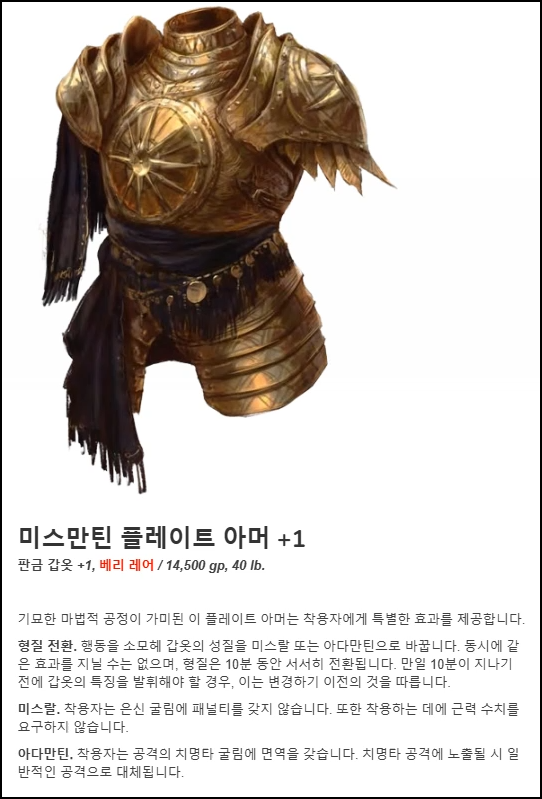 미스만틴 플레이트 아머 +1
판금 갑옷 +1, 베리 레어 / 14,500 gp, 40 lb.
기묘한 마법적 공정이 가미된 이 플레이트 아머는 착용자에게 특별한 효과를 제공합니다.
형질 전환. 행동을 소모해 갑옷의 성질을 미스랄 또는 아다만틴으로 바꿉니다. 동시에 같
은 효과를 지닐 수는 없으며, 형질은 10분 동안 서서히 전환됩니다. 만일 10분이 지나기
전에 갑옷의 특징을 발휘해야 할 경우, 이는 변경하기 이전의 것을 따릅니다.
미스랄. 착용자는 은신 굴림에 패널티를 갖지 않습니다. 또한 착용하는 데에 근력 수치를
요구하지 않습니다.
아다만틴. 착용자는 공격의 치명타 굴림에 면역을 갖습니다. 치명타 공격에 노출될 시 일
반적인 공격으로 대체됩니다.